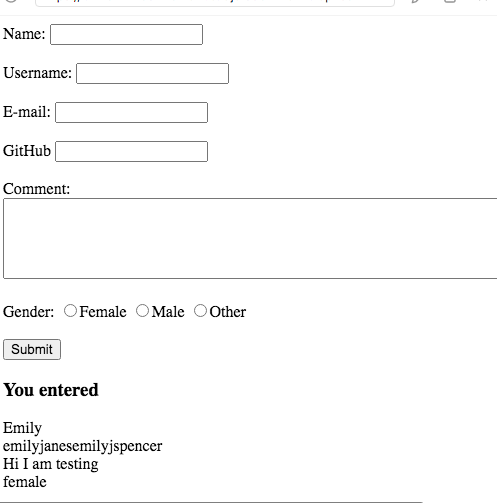 Name:
Username:
E-mail:
GitHub
Comment:
Gender: Female Male Other
Submit
You entered
Emily
emilyjanesemilyjspencer
Hi I am testing
female